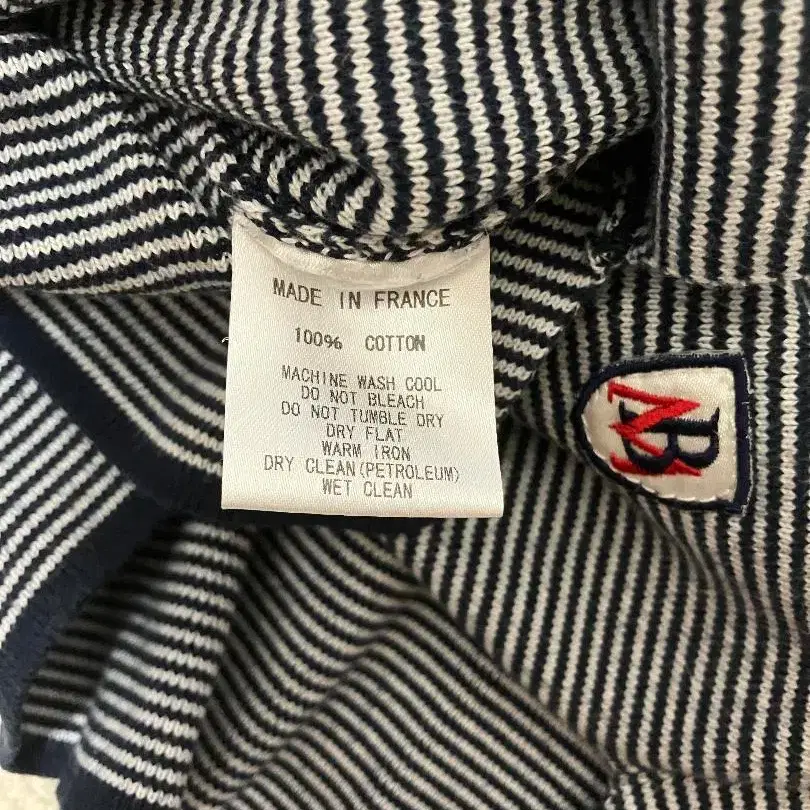 MADE IN FRANCE
100% COTTON
MACHINE WASH COOL
DO NOT BLEACH
DO NOT TUMBLE DRY
DRY FLAT
WARM IRON
DRY CLEAN(PETROLEUM)
WET CLEAN
BM